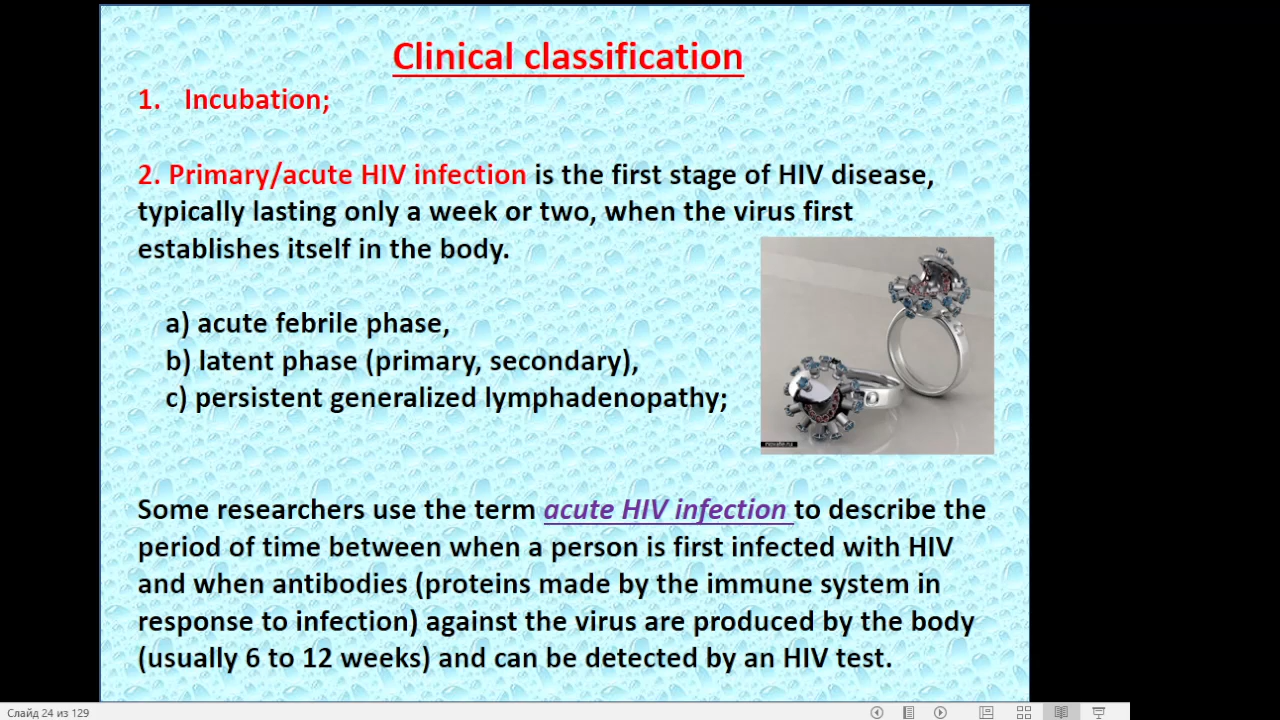 Clinical classification
1. Incubation;
2. Primary/acute HIV infection is the first stage of HIV disease,
typically lasting only a week or two, when the virus first
establishes itself in the body.
a) acute febrile phase,
b) latent phase (primary, secondary),
c) persistent generalized lymphadenopathy;
Some researchers use the term acute HIV infection to describe the
period of time between when a person is first infected with HIV
and when antibodies (proteins made by the immune system in
response to infection) against the virus are produced by the body
(usually 6 to 12 weeks) and can be detected by an HIV test.
Слайд 24 из 129